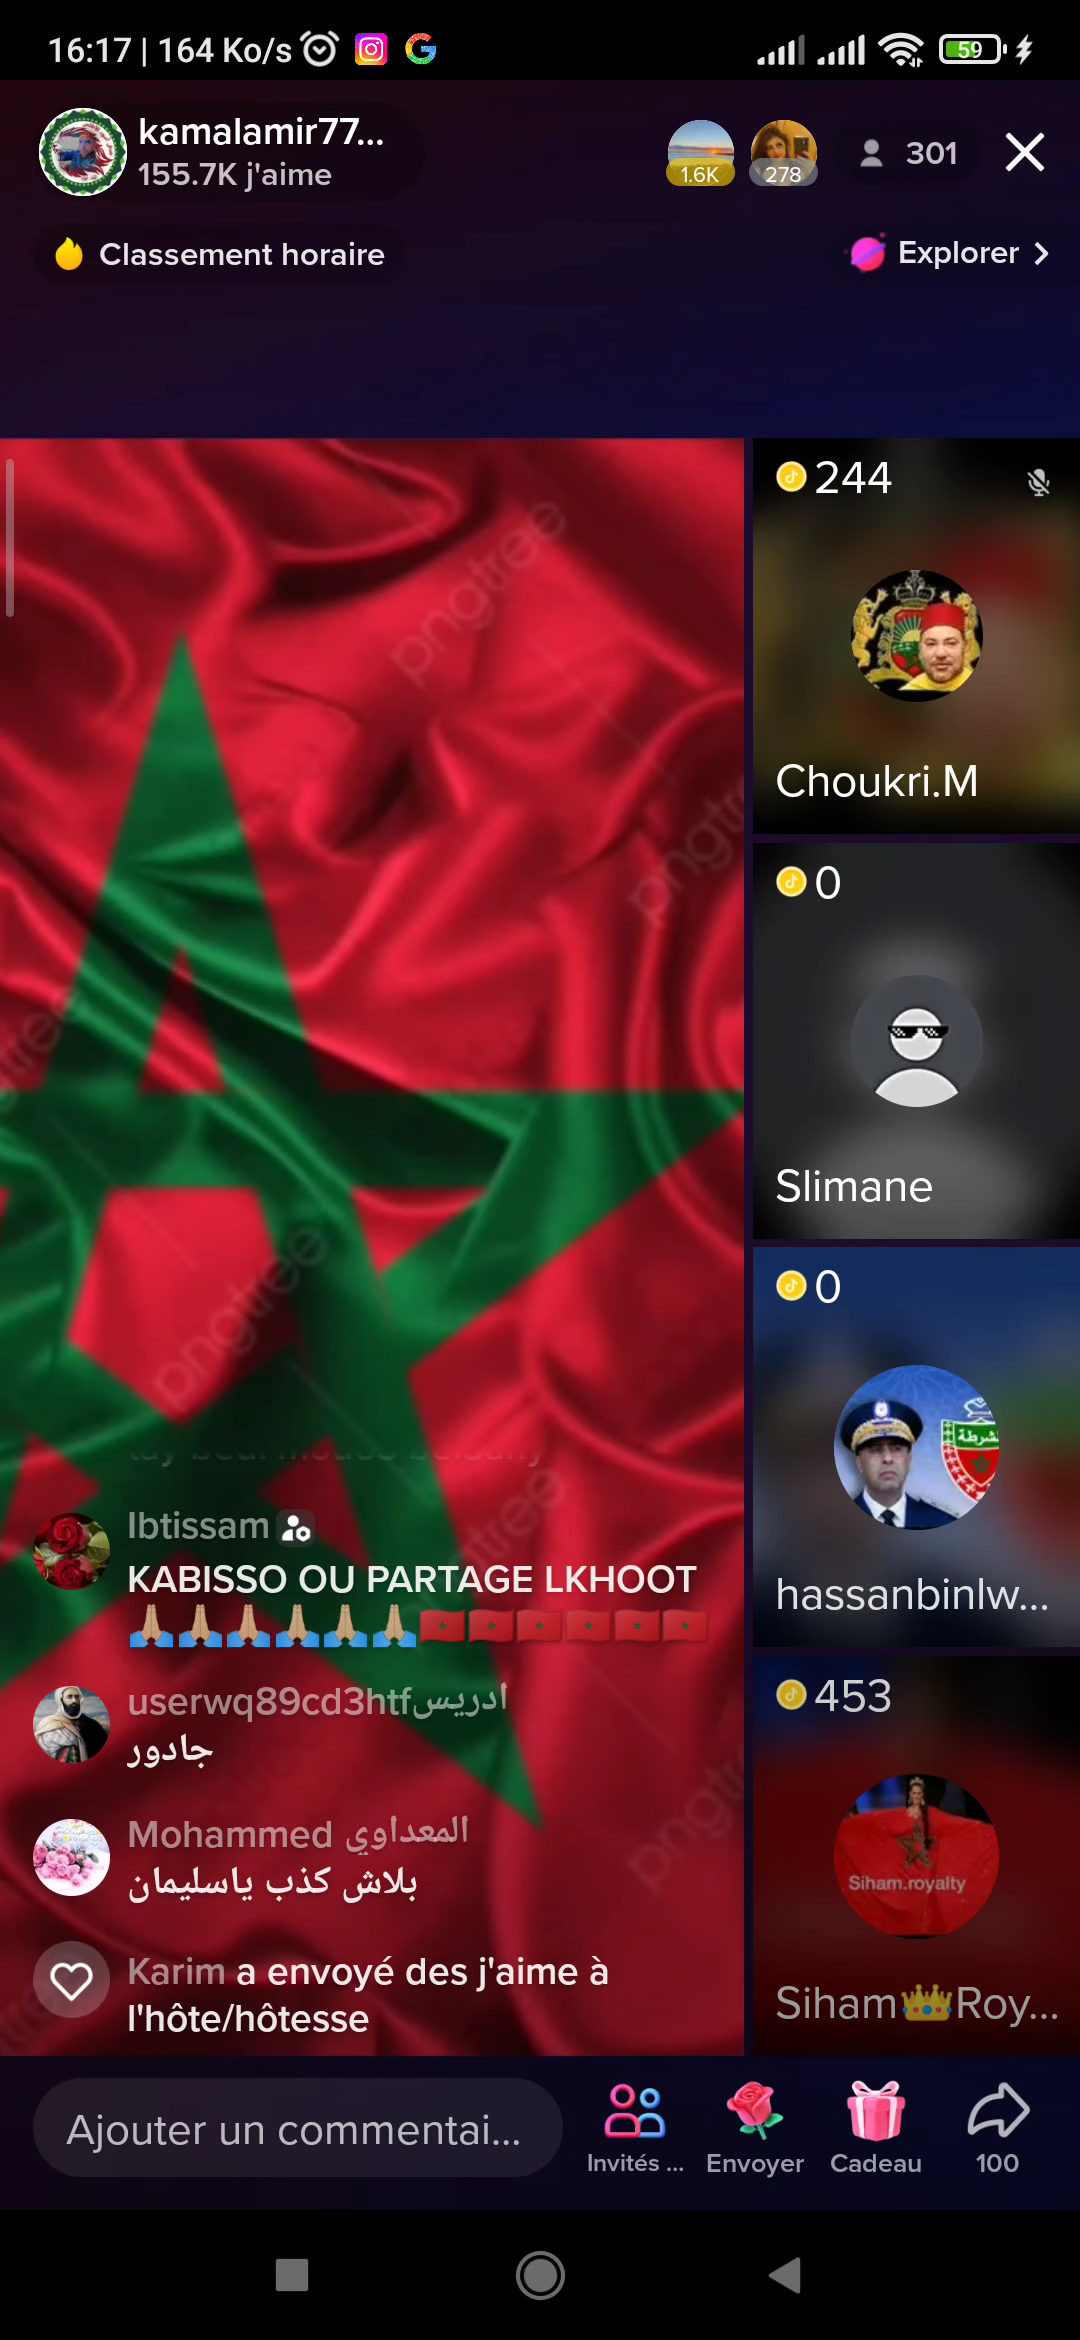 16:17 | 164 Ko/s
59
kamalamir77...
155.7K j'aime
1.6K
278
301
Classement horaire
Explorer
pngtree
244
Choukri.M
0
Slimane
0
الشرطة
hassanbinlw...
453
Siham.royalty
Siham👑Roy...
Ibtissam
KABISSO OU PARTAGE LKHOOT
🙏🏼🙏🏼🙏🏼🙏🏼🙏🏼🙏🏼🇲🇦🇲🇦🇲🇦🇲🇦🇲🇦🇲🇦
userwq89cd3htfادريس
جادور
Mohammed المعداوي
بلاش كذب ياسليمان
Karim a envoyé des j'aime à
l'hôte/hôtesse
Ajouter un commentai...
Invités ...
Envoyer
Cadeau
100